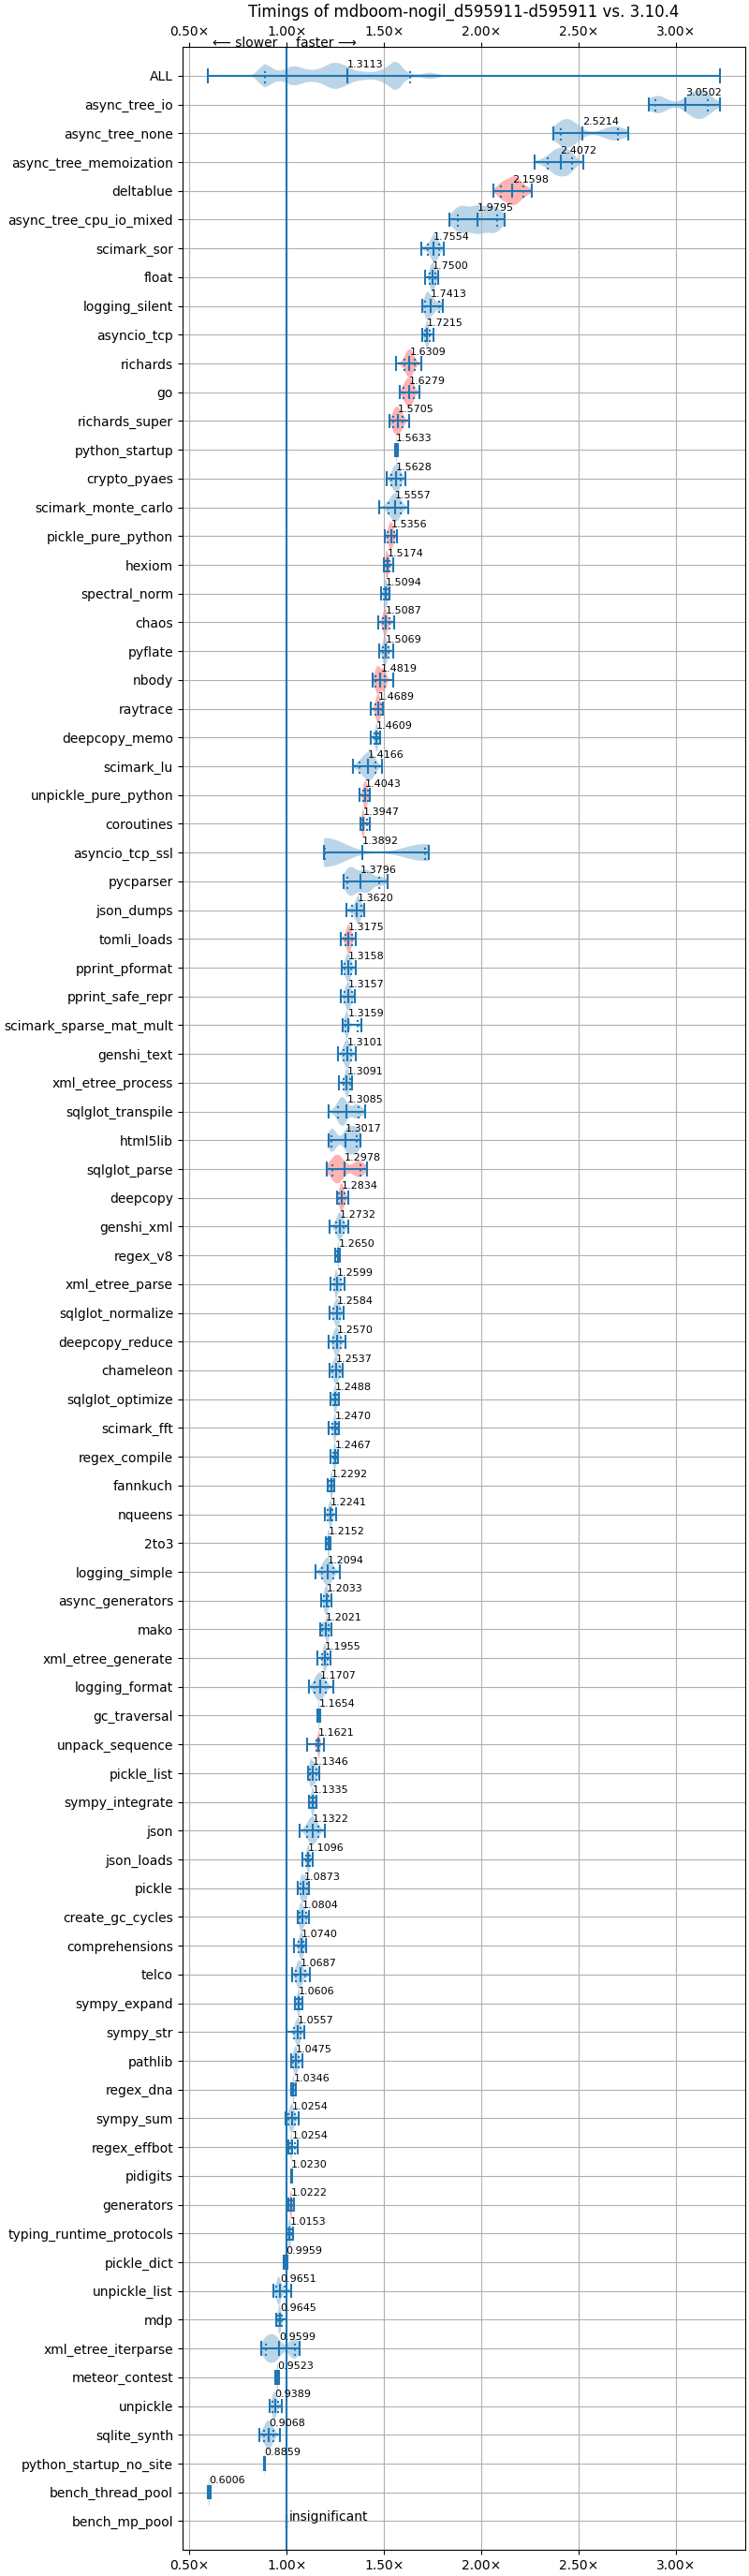 Timings of mdboom-nogil_d595911-d595911 vs. 3.10.4
0.50× 1.00× 1.50× 2.00× 2.50× 3.00×
⟵ slower faster ⟶
ALL 1.3113
async_tree_io 3.0502
async_tree_none 2.5214
async_tree_memoization 2.4072
deltablue 2.1598
async_tree_cpu_io_mixed 1.9795
scimark_sor 1.7554
float 1.7500
logging_silent 1.7413
asyncio_tcp 1.7215
richards 1.6309
go 1.6279
richards_super 1.5705
python_startup 1.5633
crypto_pyaes 1.5628
scimark_monte_carlo 1.5557
pickle_pure_python 1.5356
hexiom 1.5174
spectral_norm 1.5094
chaos 1.5087
pyflate 1.5069
nbody 1.4819
raytrace 1.4689
deepcopy_memo 1.4609
scimark_lu 1.4166
unpickle_pure_python 1.4043
coroutines 1.3947
asyncio_tcp_ssl 1.3892
pycparser 1.3796
json_dumps 1.3620
tomli_loads 1.3175
pprint_pformat 1.3158
pprint_safe_repr 1.3157
scimark_sparse_mat_mult 1.3159
genshi_text 1.3101
xml_etree_process 1.3091
sqlglot_transpile 1.3085
html5lib 1.3017
sqlglot_parse 1.2978
deepcopy 1.2834
genshi_xml 1.2732
regex_v8 1.2650
xml_etree_parse 1.2599
sqlglot_normalize 1.2584
deepcopy_reduce 1.2570
chameleon 1.2537
sqlglot_optimize 1.2488
scimark_fft 1.2470
regex_compile 1.2467
fannkuch 1.2292
nqueens 1.2241
2to3 1.2152
logging_simple 1.2094
async_generators 1.2033
mako 1.2021
xml_etree_generate 1.1955
logging_format 1.1707
gc_traversal 1.1654
unpack_sequence 1.1621
pickle_list 1.1346
sympy_integrate 1.1335
json 1.1322
json_loads 1.1096
pickle 1.0873
create_gc_cycles 1.0804
comprehensions 1.0740
telco 1.0687
sympy_expand 1.0606
sympy_str 1.0557
pathlib 1.0475
regex_dna 1.0346
sympy_sum 1.0254
regex_effbot 1.0254
pidigits 1.0230
generators 1.0222
typing_runtime_protocols 1.0153
pickle_dict 0.9959
unpickle_list 0.9651
mdp 0.9645
xml_etree_iterparse 0.9599
meteor_contest 0.9523
unpickle 0.9389
sqlite_synth 0.9068
python_startup_no_site 0.8859
bench_thread_pool 0.6006
bench_mp_pool insignificant
0.50× 1.00× 1.50× 2.00× 2.50× 3.00×